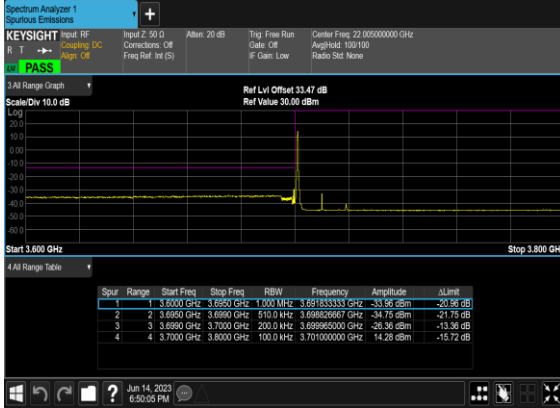 Spectrum Analyzer 1
Spurious Emissions
+
KEYSIGHT Input: RF Input Z: 50 Ω Atten: 20 dB Trig: Free Run Center Freq: 22.005000000 GHz
R T Coupling: DC Corrections: Off Gate: Off Avg|Hold: 100/100
Align: Off Freq Ref: Int (S) IF Gain: Low Radio Std: None
PASS
3 All Range Graph
Ref Lvl Offset 33.47 dB
Scale/Div 10.0 dB Ref Value 30.00 dBm
Log
20.0
10.0
0.00
-10.0
-20.0
-30.0
-40.0
-50.0
-60.0
Start 3.600 GHz Stop 3.800 GH
4 All Range Table
Spur Range Start Freq Stop Freq RBW Frequency Amplitude ΔLimit
1 1 3.6000 GHz 3.6950 GHz 1.000 MHz 3.691833333 GHz -33.96 dBm -20.96 dB
2 2 3.6950 GHz 3.6990 GHz 510.0 kHz 3.698826667 GHz -34.75 dBm -21.75 dB
3 3 3.6990 GHz 3.7000 GHz 200.0 kHz 3.699965000 GHz -26.36 dBm -13.36 dB
4 4 3.7000 GHz 3.8000 GHz 100.0 kHz 3.701000000 GHz 14.28 dBm -15.72 dB
? Jun 14, 2023
6:50:05 PM